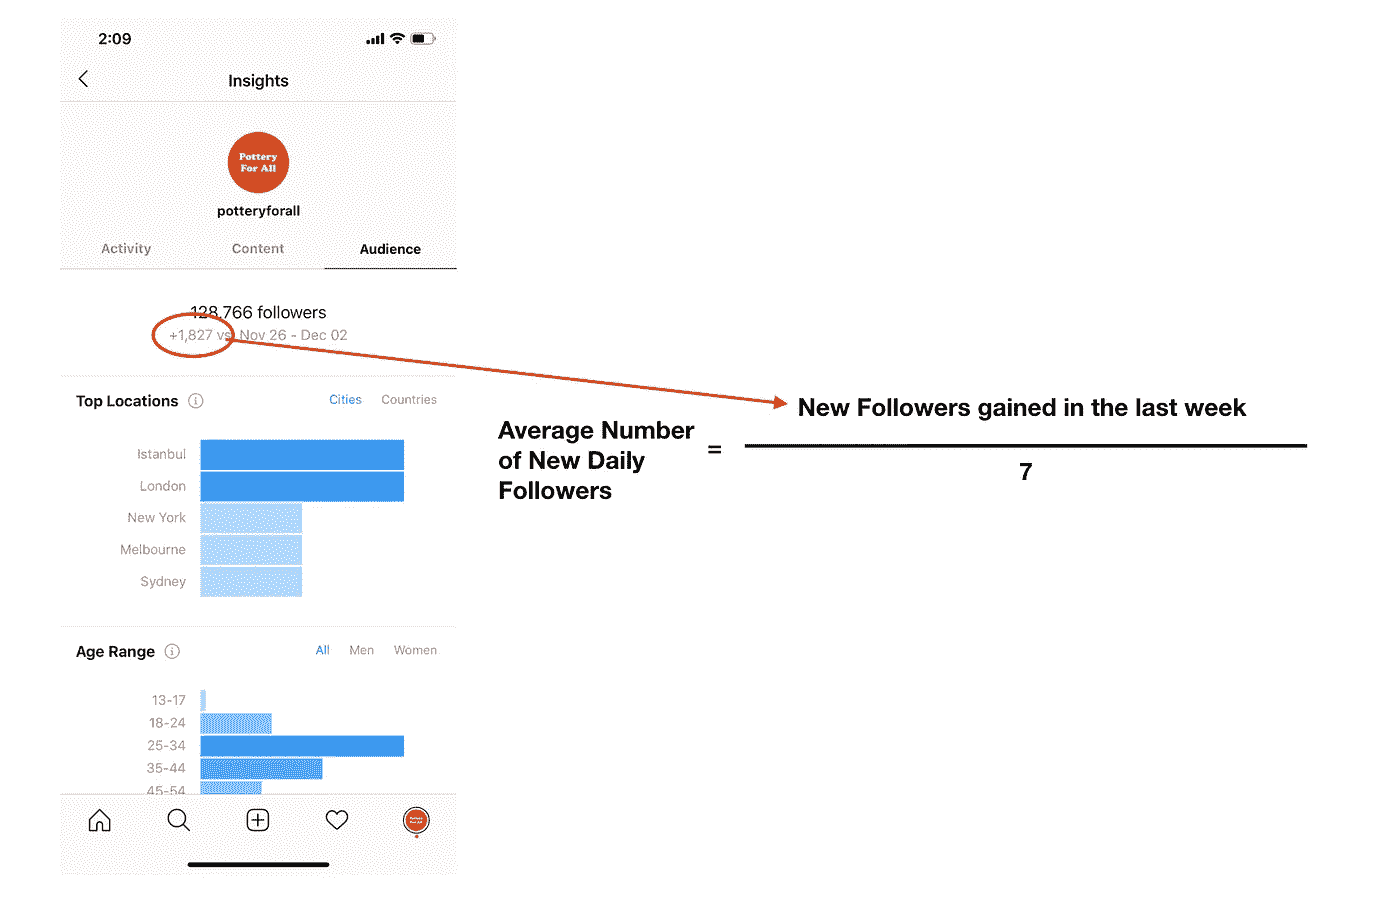 2:09
Insights
Pottery
For All
potteryforall
Activity Content Audience
128,766 followers
+1,827 vs Nov 26 - Dec 02
Top Locations Cities Countries
Istanbul
London
New York
Melbourne
Sydney
Age Range All Men Women
13-17
18-24
25-34
35-44
45-54
Average Number
of New Daily
Followers
=
New Followers gained in the last week
7